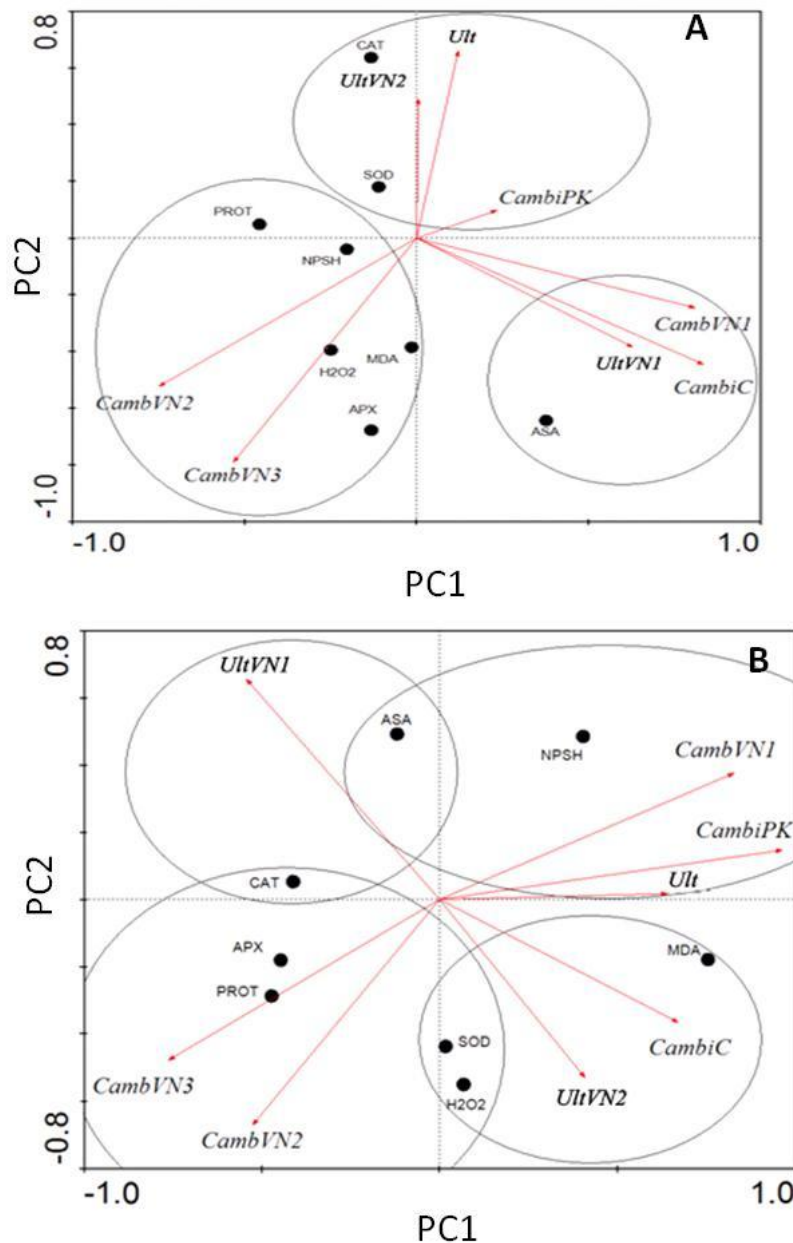 0.8
A
Ult
CAT
UltVN2
SOD
CambiPK
PROT
NPSH
PC2
CambVN1
UltVN1
CambiC
H2O2
MDA
CambVN2
APX
ASA
CambVN3
-1.0
-1.0
1.0
PC1
0.8
B
UltVN1
ASA
NPSH
CambVN1
CambiPK
CAT
Ult
PC2
APX
MDA
PROT
SOD
CambiC
H2O2
UltVN2
CambVN3
CambVN2
-0.8
-1.0
1.0
PC1